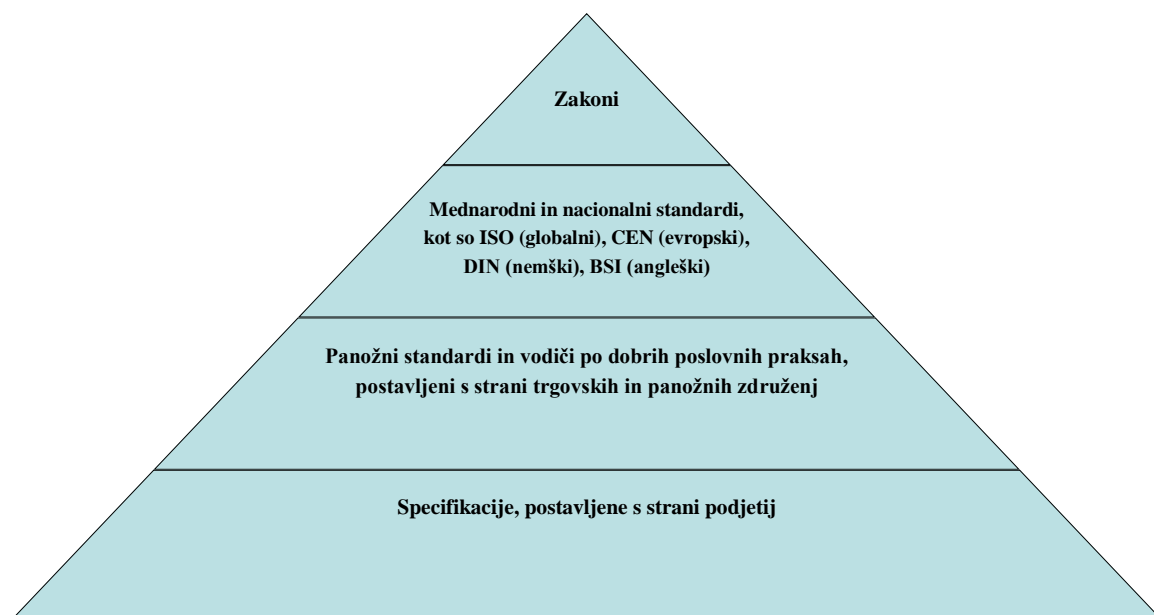 Zakoni
Mednarodni in nacionalni standardi,
kot so ISO (globalni), CEN (evropski),
DIN (nemški), BSI (angleški)
Panožni standardi in vodiči po dobrih poslovnih praksah,
postavljeni s strani trgovskih in panožnih združenj
Specifikacije, postavljene s strani podjetij